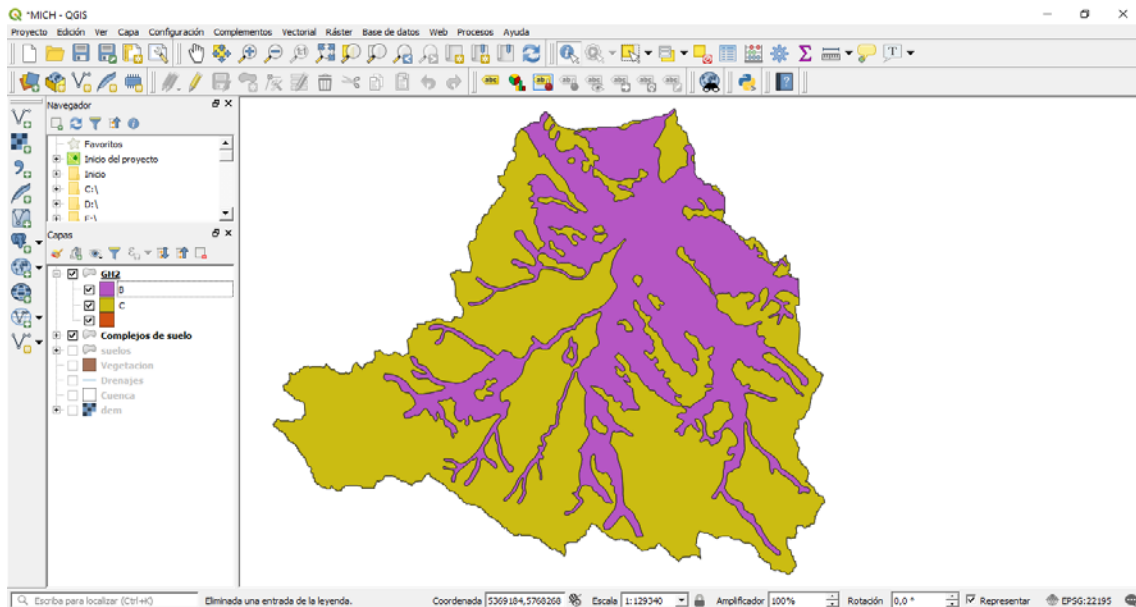 *MICH - QGIS
Proyecto Edición Ver Capa Configuración Complementos Vectorial Ráster Base de datos Web Procesos Ayuda
Navegador
Favoritos
Inicio del proyecto
Inicio
C:\
D:\
E:\
Capas
GH2
B
C
Complejos de suelo
suelos
Vegetacion
Drenajes
Cuenca
dem
Escriba para localizar (Ctrl+K) Eliminada una entrada de la leyenda. Coordenada 5369184,5768268 Escala 1:129340 Amplificador 100% Rotación 0,0 ° Representar EPSG:22195